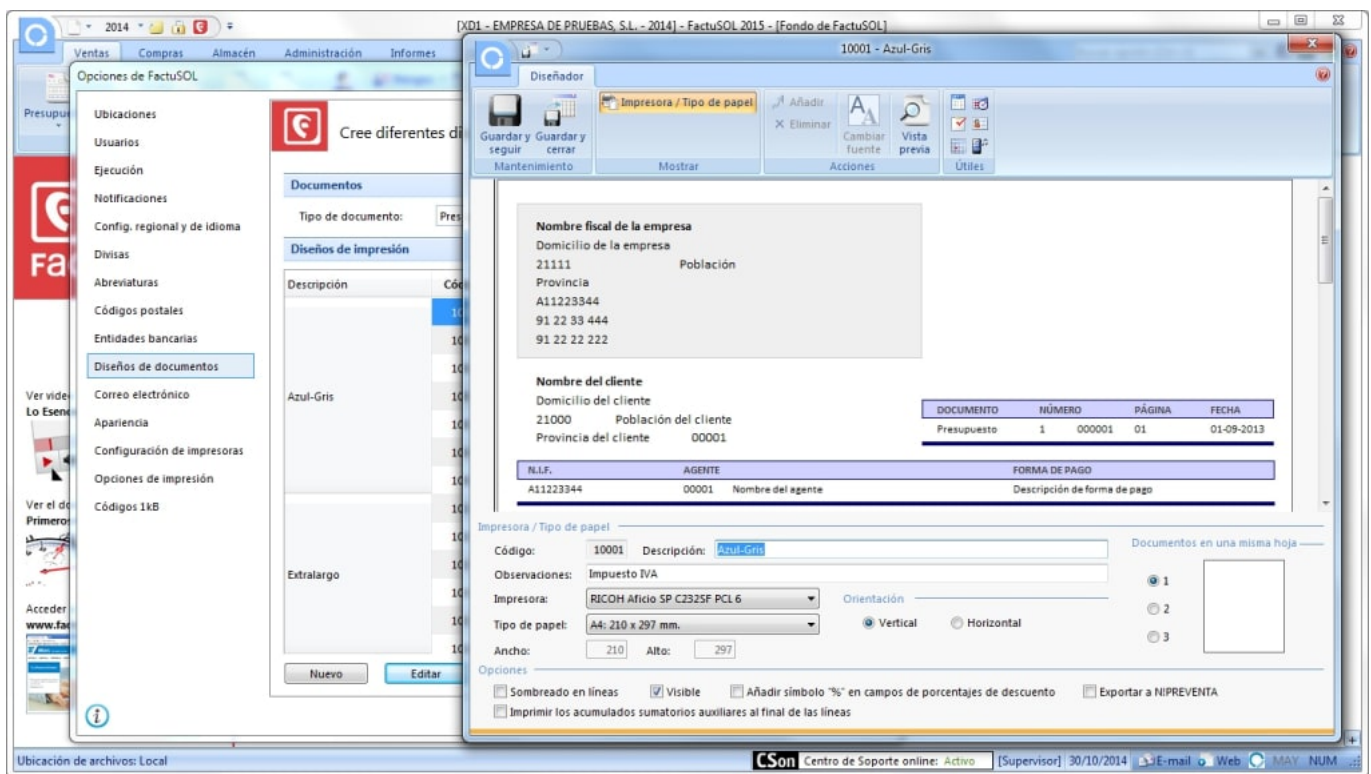 2014
[XD1 - EMPRESA DE PRUEBAS, S.L. - 2014] - FactuSOL 2015 - [Fondo de FactuSOL]
Ventas Compras Almacén Administración Informes
Opciones de FactuSOL
Ubicaciones
Usuarios
Ejecución
Notificaciones
Config. regional y de idioma
Divisas
Abreviaturas
Códigos postales
Entidades bancarias
Diseños de documentos
Correo electrónico
Apariencia
Configuración de impresoras
Opciones de impresión
Códigos 1kB
Cree diferentes
Documentos
Tipo de documento:
Diseños de impresión
Descripción
Azul-Gris
Extralargo
Nuevo Editar
Ver el
Primeros
Acceder
10001 - Azul-Gris
Diseñador
Guardar y seguir
Guardar y cerrar
Mantenimiento
Impresora / Tipo de papel
Mostrar
Añadir
Eliminar
Cambiar fuente
Vista previa
Acciones
Útiles
Nombre fiscal de la empresa
Domicilio de la empresa
21111 Población
Provincia
A11223344
91 22 33 444
91 22 22 222
Nombre del cliente
Domicilio del cliente
21000 Población del cliente
Provincia del cliente 00001
DOCUMENTO NÚMERO PÁGINA FECHA
Presupuesto 1 000001 01 01-09-2013
N.I.F. AGENTE FORMA DE PAGO
A11223344 00001 Nombre del agente Descripción de forma de pago
Impresora / Tipo de papel
Código: 10001 Descripción: Azul-Gris
Observaciones: Impuesto IVA
Impresora: RICOH Aficio SP C232SF PCL 6
Tipo de papel: A4: 210 x 297 mm.
Ancho: 210 Alto: 297
Orientación
Vertical Horizontal
Documentos en una misma hoja
1
2
3
Opciones
Sombreado en líneas Visible Añadir símbolo "%" en campos de porcentajes de descuento Exportar a NIPREVENTA
Imprimir los acumulados sumatorios auxiliares al final de las líneas
Ubicación de archivos: Local
CSon Centro de Soporte online: Activo [Supervisor] 30/10/2014 E-mail Web MAY NUM